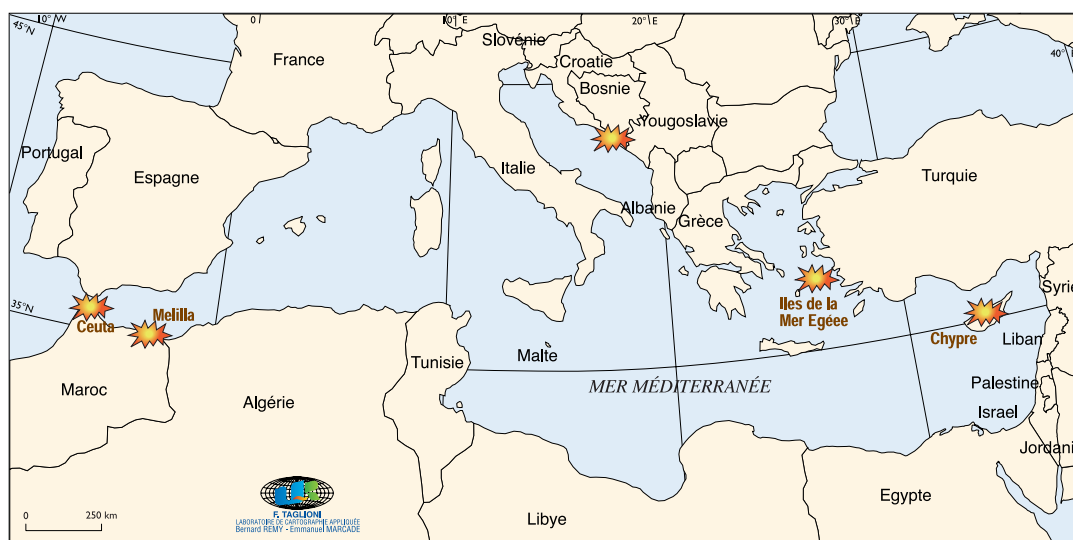 10°W
0
10°E
20°E
30°E
45°N
40°N
Slovénie
France
Croatie
Bosnie
Yougoslavie
Portugal
Espagne
Italie
Turquie
Albanie
Grèce
35°N
Ceuta
Melilla
Iles de la
Mer Egéee
Chypre
Syrie
Liban
Malte
Tunisie
Maroc
Algérie
MER MÉDITERRANÉE
Palestine
Israel
Jordani
Egypte
Libye
0 250 km
F. TAGLIONI
LABORATOIRE DE CARTOGRAPHIE APPLIQUÉE
Bernard REMY - Emmanuel MARCADE